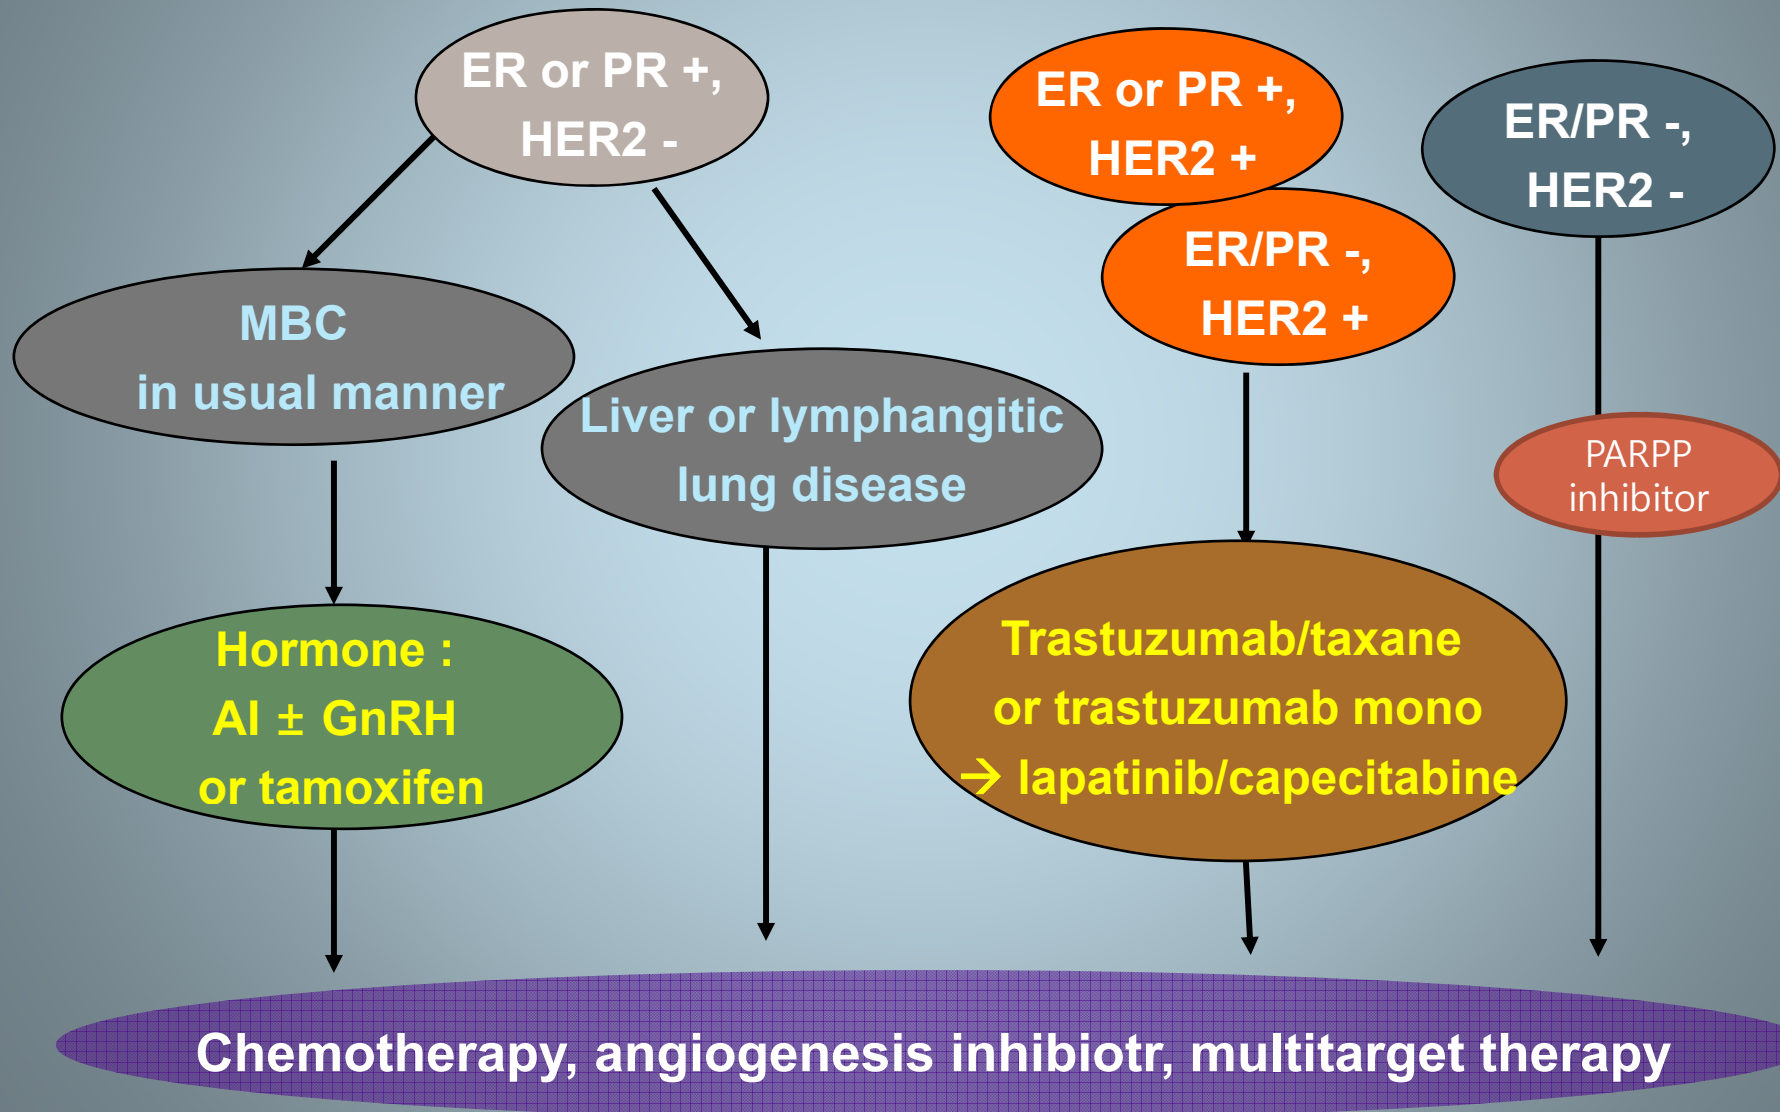 ER or PR +,
HER2 -
ER or PR +,
HER2 +
ER/PR -,
HER2 -
ER/PR -,
HER2 +
MBC
in usual manner
Liver or lymphangitic
lung disease
PARPP
inhibitor
Hormone :
AI ± GnRH
or tamoxifen
Trastuzumab/taxane
or trastuzumab mono
→ lapatinib/capecitabine
Chemotherapy, angiogenesis inhibiotr, multitarget therapy